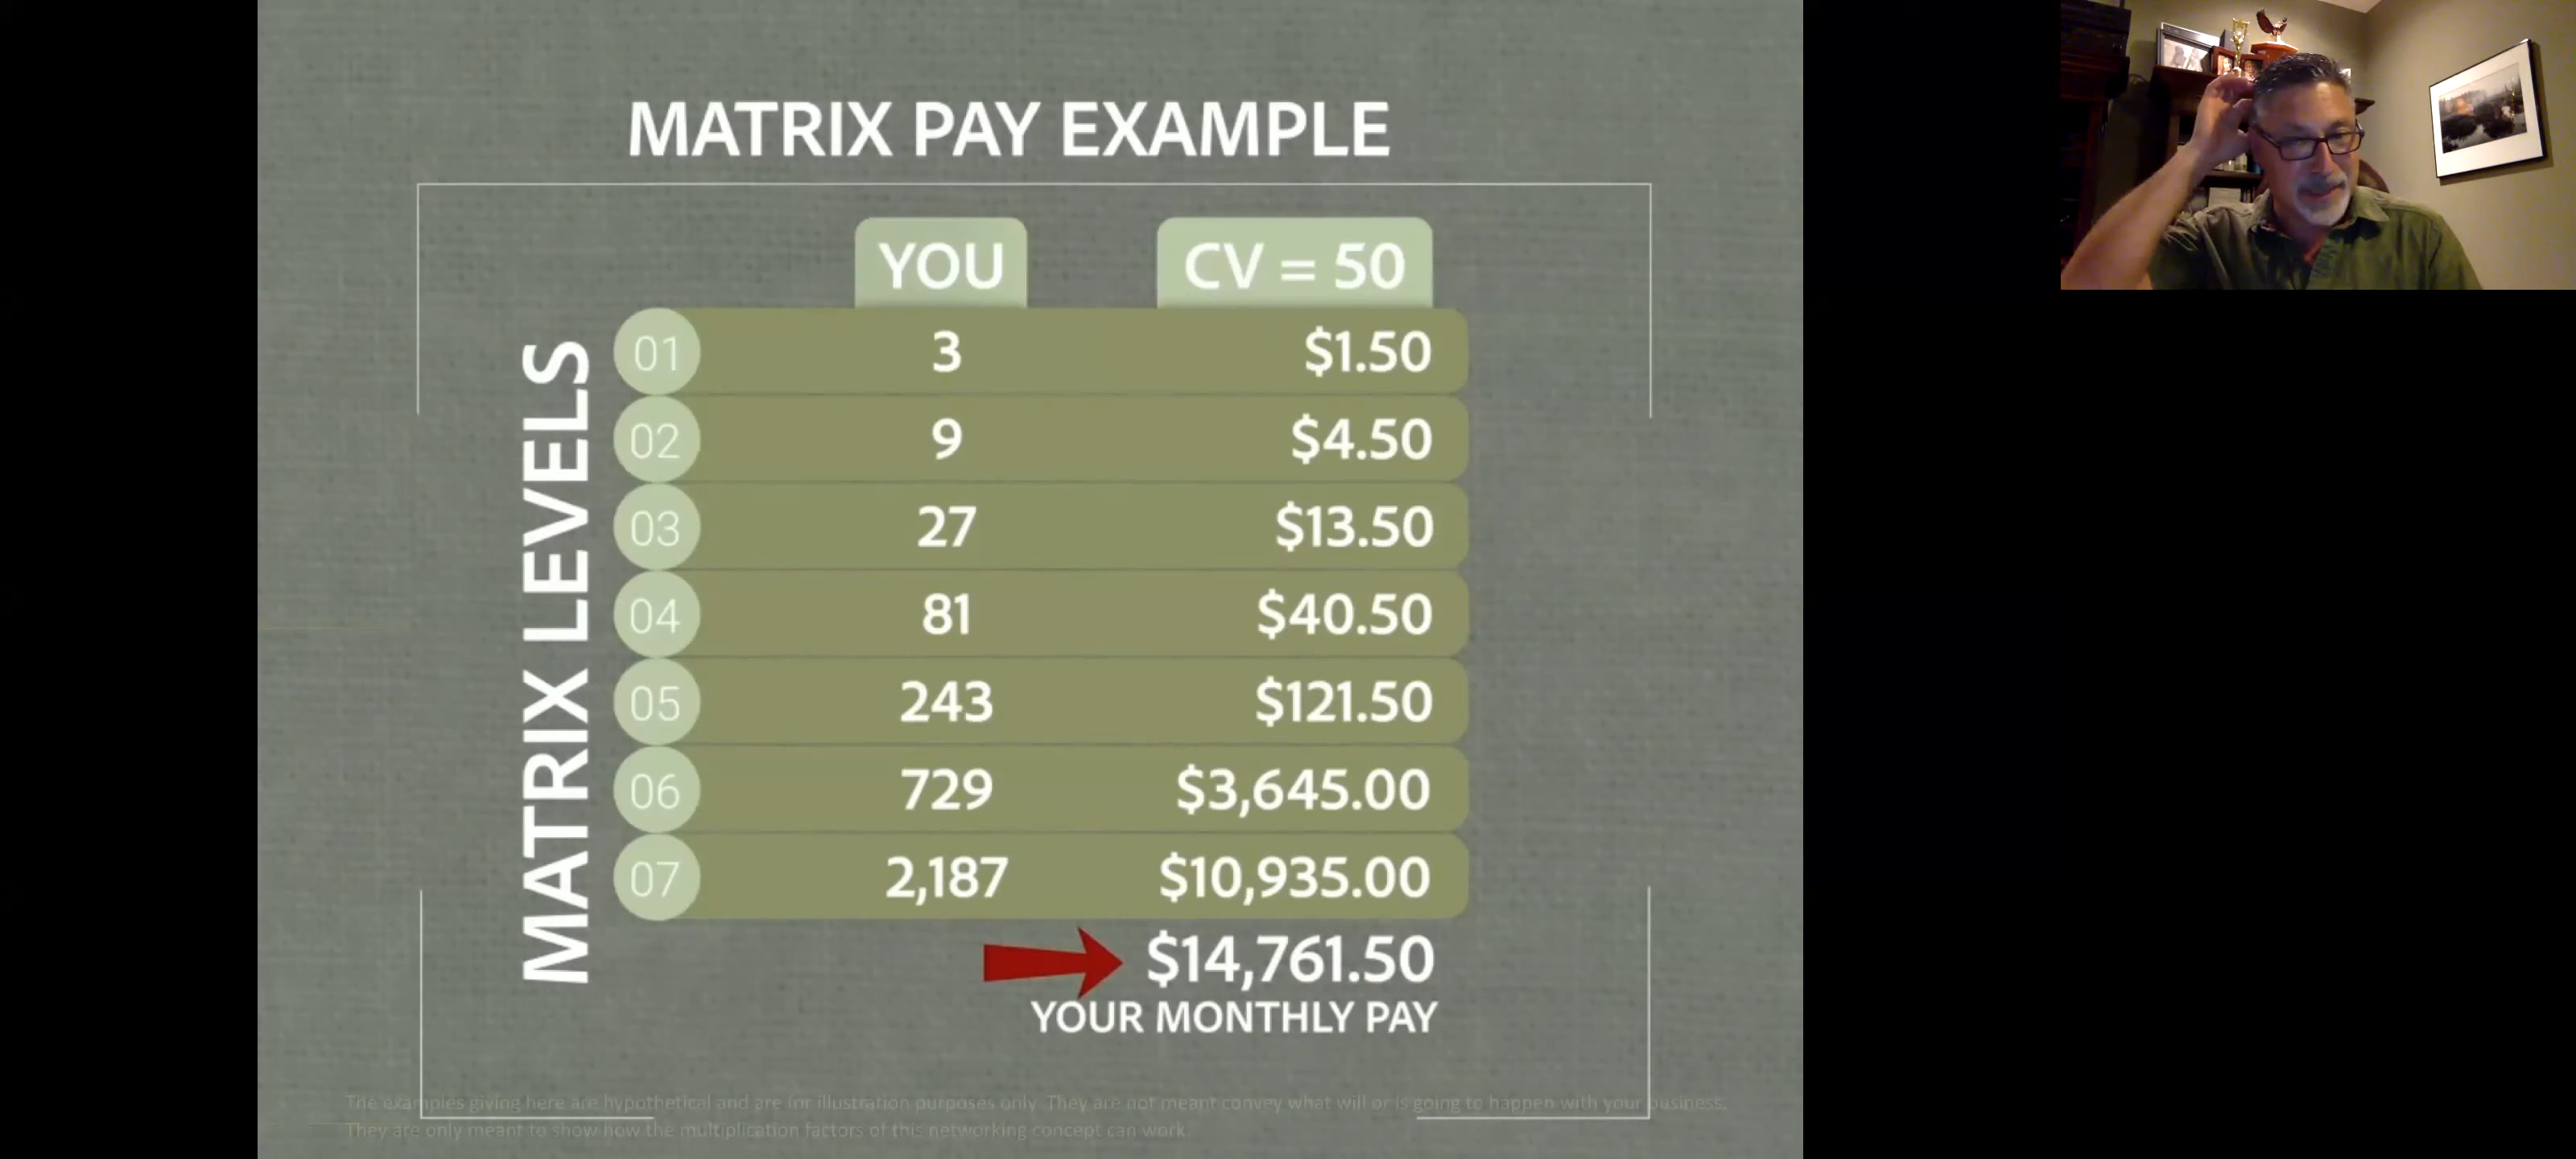 MATRIX PAY EXAMPLE
YOU CV = 50
MATRIX LEVELS
01 3 $1.50
02 9 $4.50
03 27 $13.50
04 81 $40.50
05 243 $121.50
06 729 $3,645.00
07 2,187 $10,935.00
$14,761.50
YOUR MONTHLY PAY
The examples giving here are hypothetical and are for illustration purposes only. They are not meant convey what will or is going to happen with your business.
They are only meant to show how the multiplication factors of this networking concept can work.